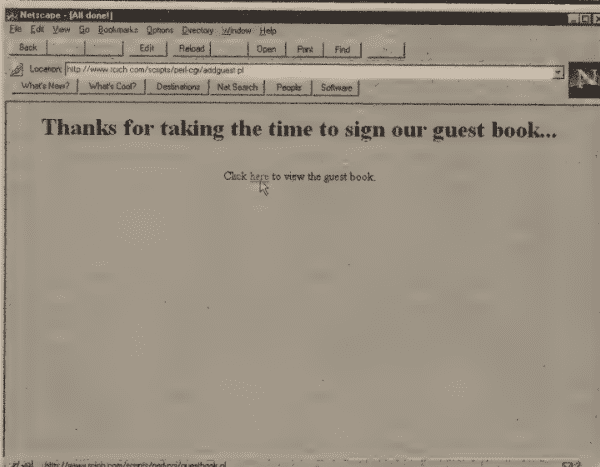 Netscape - [All done!]
File Edit View Go Bookmarks Options Directory Window Help
Back Edit Reload Open Print Find
Location: http://www.scich.com/scripts/perl-cgi/addguest.pl
What's New? What's Cool? Destinations Net Search People Software
N
Thanks for taking the time to sign our guest book...
Click here to view the guest book.